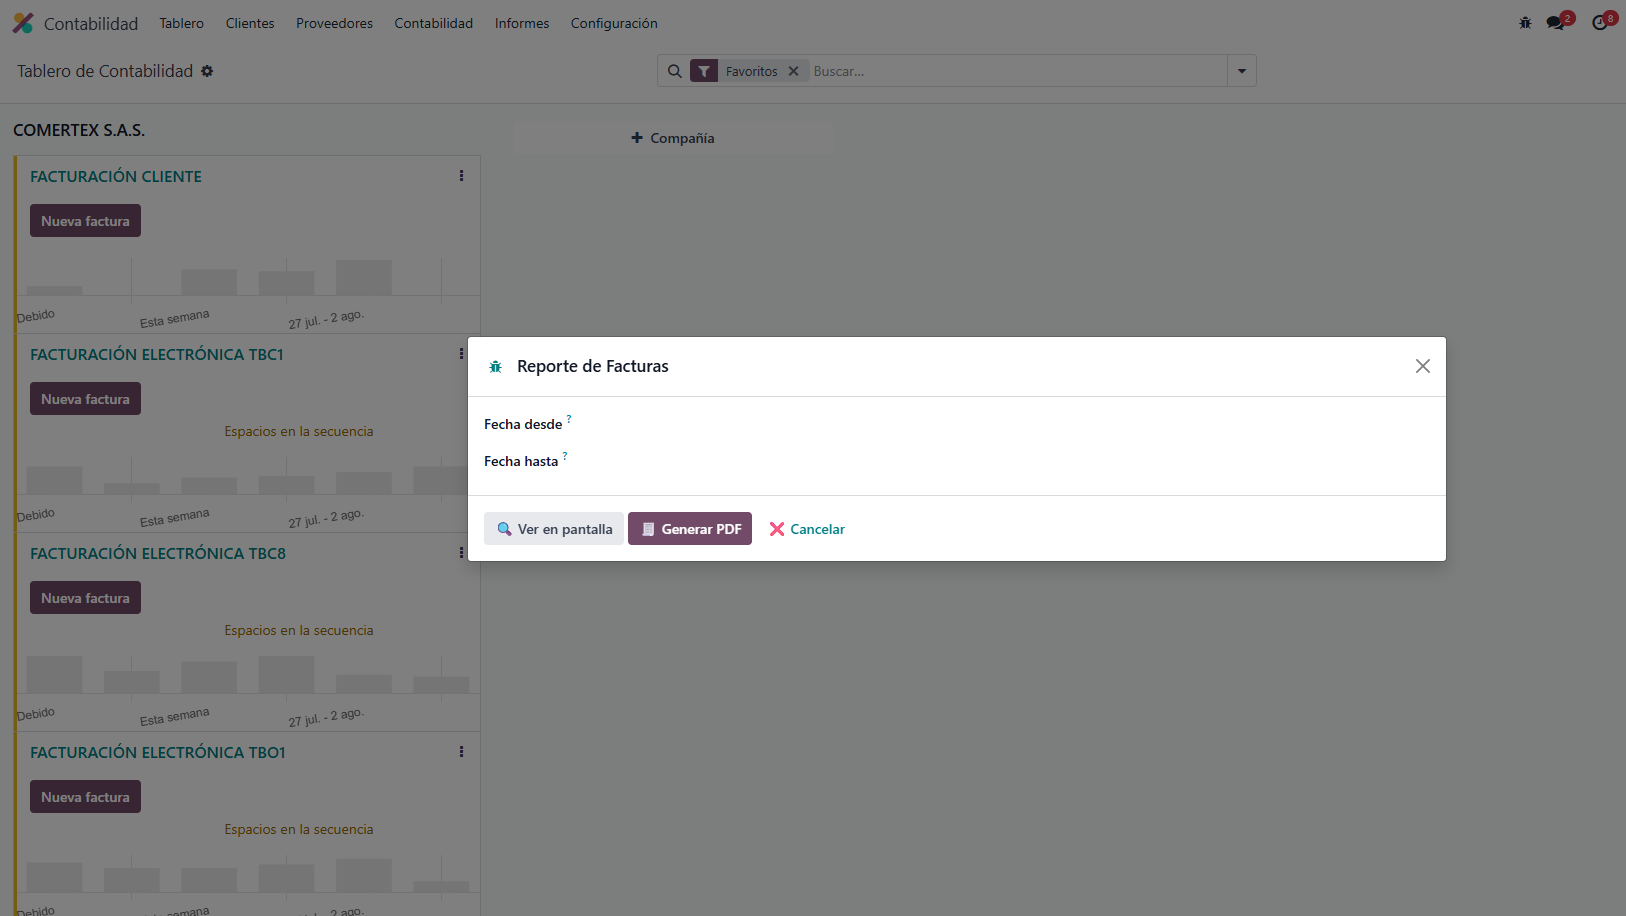 Contabilidad Tablero Clientes Proveedores Contabilidad Informes Configuración 2 8
Tablero de Contabilidad Favoritos Buscar...
COMERTEX S.A.S.
Compañía
FACTURACIÓN CLIENTE
Nueva factura
Debido Esta semana 27 jul. - 2 ago.
FACTURACIÓN ELECTRÓNICA TBC1
Nueva factura
Espacios en la secuencia
Debido Esta semana 27 jul. - 2 ago.
FACTURACIÓN ELECTRÓNICA TBC8
Nueva factura
Espacios en la secuencia
Debido Esta semana 27 jul. - 2 ago.
FACTURACIÓN ELECTRÓNICA TBO1
Nueva factura
Espacios en la secuencia
Debido Esta semana 27 jul. - 2 ago.
Reporte de Facturas
Fecha desde ?
Fecha hasta ?
Ver en pantalla Generar PDF Cancelar